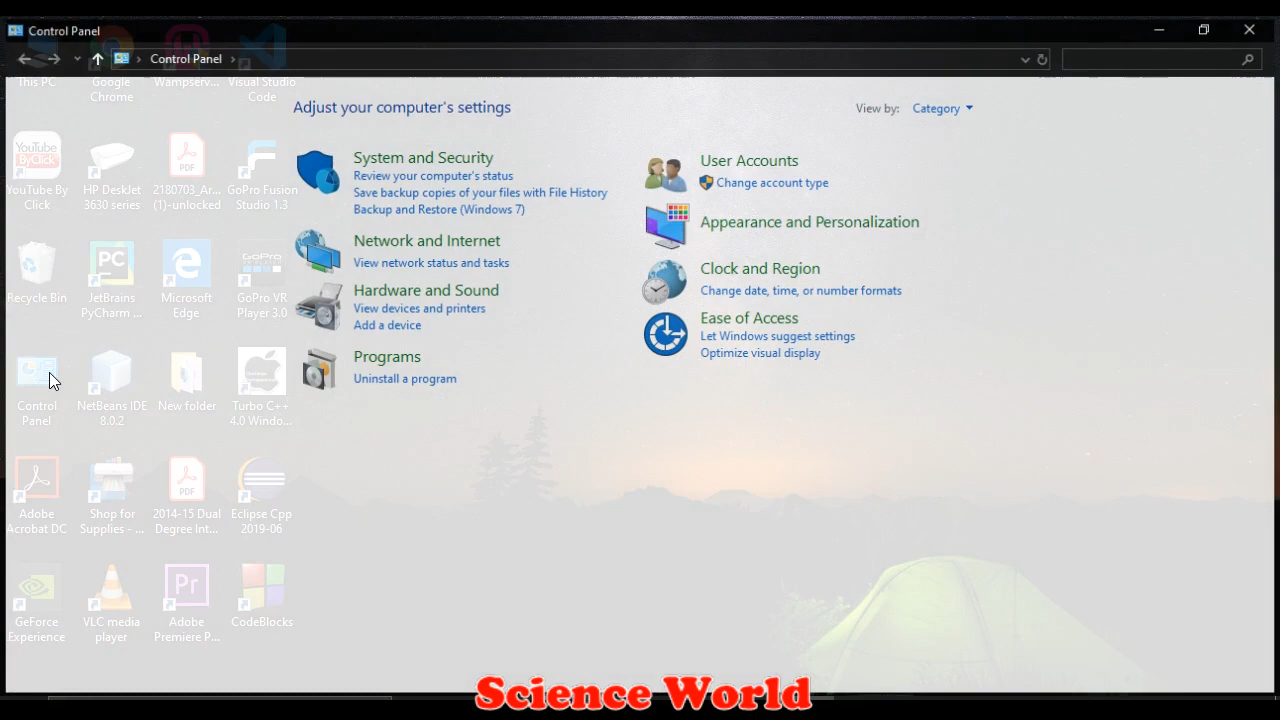 Control Panel
Control Panel
Adjust your computer's settings
View by: Category
System and Security
Review your computer's status
Save backup copies of your files with File History
Backup and Restore (Windows 7)
Network and Internet
View network status and tasks
Hardware and Sound
View devices and printers
Add a device
Programs
Uninstall a program
User Accounts
Change account type
Appearance and Personalization
Clock and Region
Change date, time, or number formats
Ease of Access
Let Windows suggest settings
Optimize visual display
This PC
Google
Chrome
Wampserv...
Visual Studio
Code
YouTube
ByClick
YouTube By
Click
HP DeskJet
3630 series
PDF
2180703_Ar...
(1)-unlocked
GoPro Fusion
Studio 1.3
Recycle Bin
PC
JetBrains
PyCharm ...
Microsoft
Edge
GoPro
GoPro VR
Player 3.0
Control
Panel
NetBeans IDE
8.0.2
New folder
Turbo C++
4.0 Windo...
Adobe
Acrobat DC
Shop for
Supplies - ...
PDF
2014-15 Dual
Degree Int...
Eclipse Cpp
2019-06
GeForce
Experience
VLC media
player
Pr
Adobe
Premiere P...
CodeBlocks
Science World